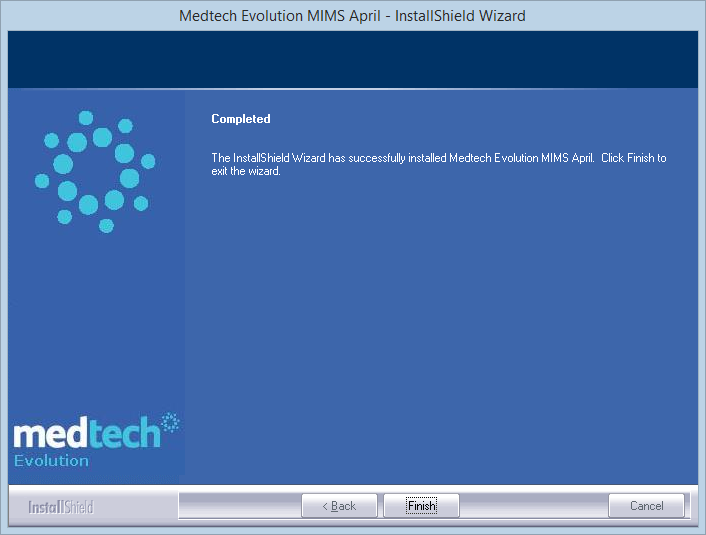 Medtech Evolution MIMS April - InstallShield Wizard
Completed
The InstallShield Wizard has successfully installed Medtech Evolution MIMS April. Click Finish to
exit the wizard.
medtech
Evolution
InstallShield
< Back
Finish
Cancel